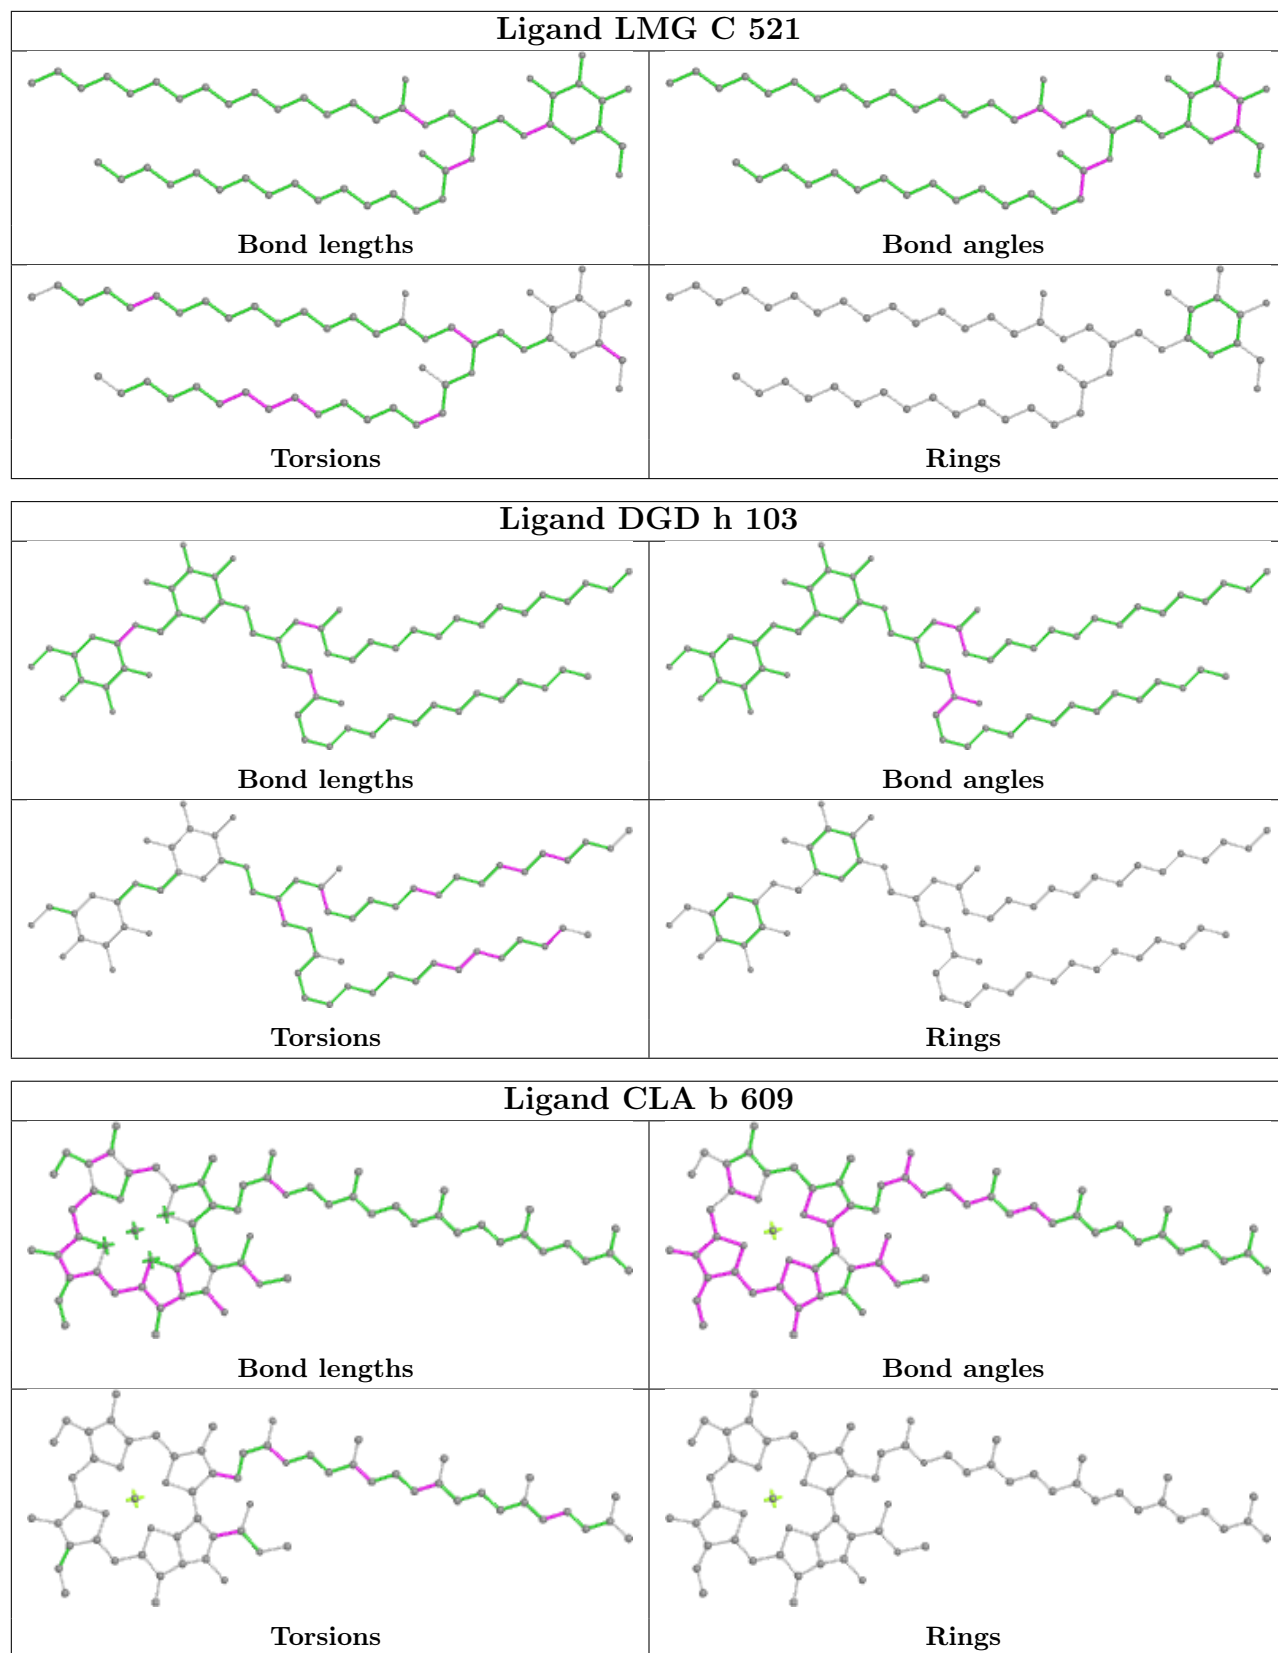 Ligand LMG C 521
Bond lengths
Bond angles
Torsions
Rings
Ligand DGD h 103
Bond lengths
Bond angles
Torsions
Rings
Ligand CLA b 609
Bond lengths
Bond angles
Torsions
Rings